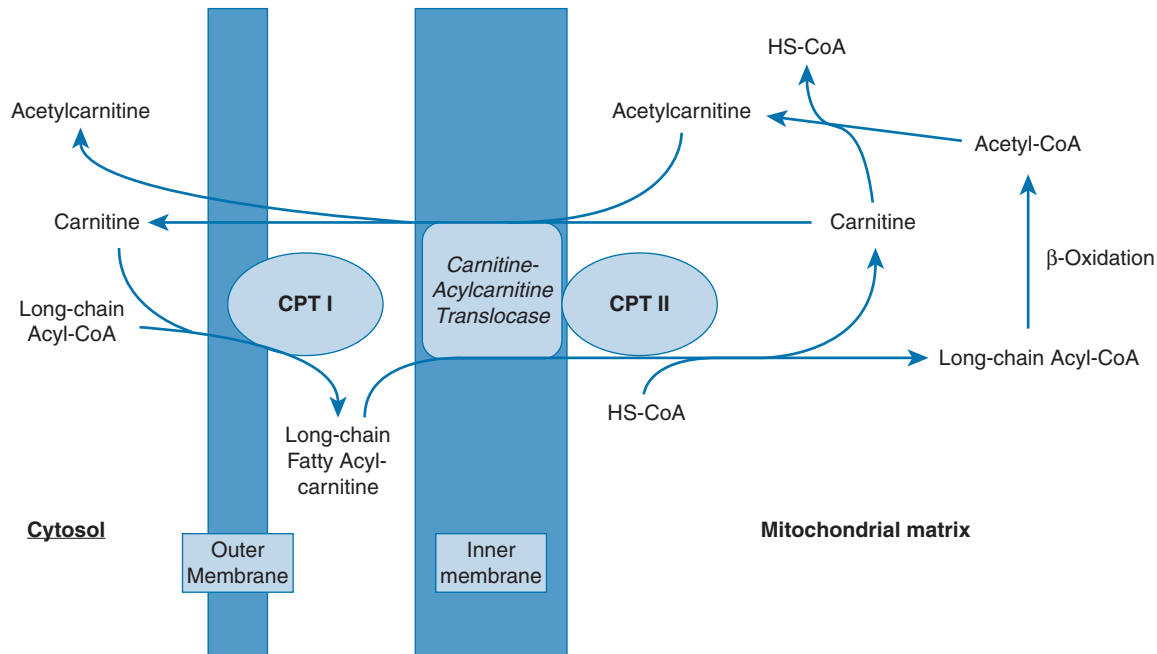 HS-CoA
Acetylcarnitine
Acetylcarnitine
Acetyl-CoA
Carnitine
Carnitine
Carnitine-
Acylcarnitine
Translocase
CPT I
CPT II
β-Oxidation
Long-chain
Acyl-CoA
Long-chain Acyl-CoA
HS-CoA
Long-chain
Fatty Acyl-
carnitine
Cytosol
Mitochondrial matrix
Outer
Membrane
Inner
membrane